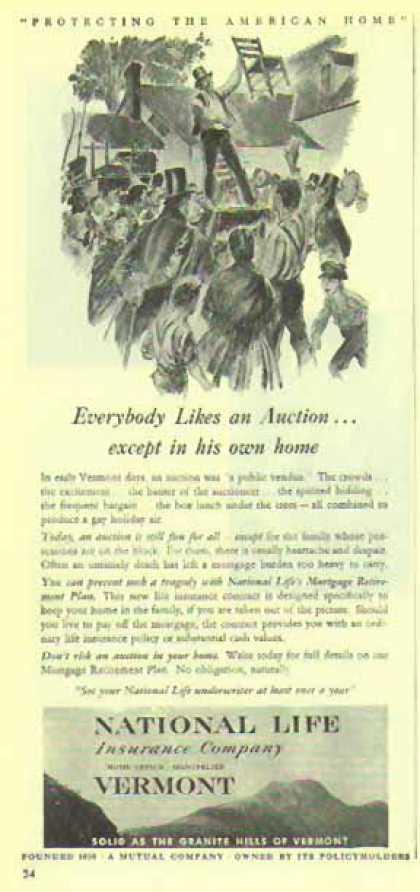 "PROTECTING THE AMERICAN HOME"
Everybody Likes an Auction...
except in his own home
In early Vermont days, an auction was "a public vendue." The crowds...
the excitement... the banter of the auctioneer... the spirited bidding...
the frequent bargain... the box lunch under the trees—all combined to
produce a gay holiday air.
Today, an auction is still fun for all—except for the family whose pos-
sessions are on the block. For them, there is usually heartache and despair.
Often an untimely death has left a mortgage burden too heavy to carry.
You can prevent such a tragedy with National Life's Mortgage Retire-
ment Plan. This new life insurance contract is designed specifically to
keep your home in the family, if you are taken out of the picture. Should
you live to pay off the mortgage, the contract provides you with an ordi-
nary life insurance policy or substantial cash values.
Don't risk an auction in your home. Write today for full details on our
Mortgage Retirement Plan. No obligation, naturally.
"See your National Life underwriter at least once a year"
NATIONAL LIFE
Insurance Company
HOME OFFICE · MONTPELIER
VERMONT
SOLID AS THE GRANITE HILLS OF VERMONT
FOUNDED A MUTUAL COMPANY · OWNED BY ITS POLICYHOLDERS
54